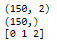 (150, 2)
(150,)
[0 1 2]